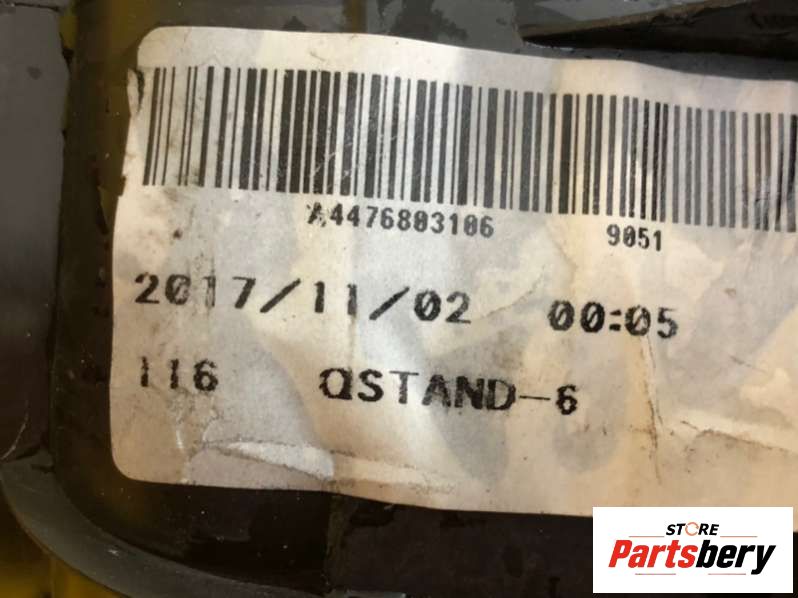 A4476803106 9051
2017/11/02 00:05
116 QSTAND-6
STORE
Partsbery